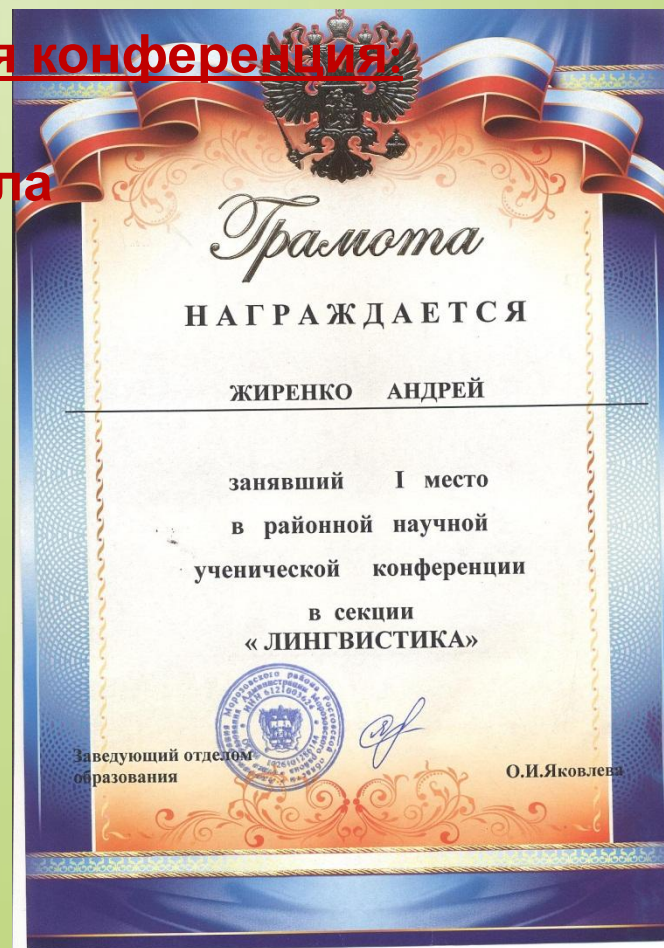 я конференция:
ла
Грамота
НАГРАЖДАЕТСЯ
ЖИРЕНКО АНДРЕЙ
занявший I место
в районной научной
ученической конференции
в секции
« ЛИНГВИСТИКА»
Заведующий отделом
образования
О.И.Яковлева